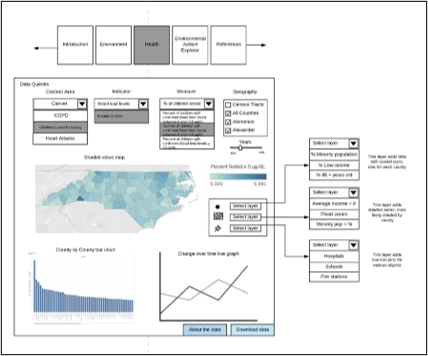 Introduction
Environment
Health
Environmental
Justice
Explorer
References
Data Queries
Content Area
Cancer
COPD
Childhood Lead Poisoning
Heart Attacks
Indicator
Blood lead levels
Measure
% of children tested
Geography
Census Tracts
All Counties
Alamance
Alexander
Years
Shaded value map
Percent Tested ≥ 5 µg/dL
0.000
5.941
Select layer
Select layer
Select layer
County by County bar chart
Change over time line graph
About the data
Download data
Select layer
% Minority population
% Low income
% 65 + years old
This layer adds data
with scaled icon,
one for each county
Select layer
Average income = #
Flood zones
Minority pop = %
This layer adds
shaded areas, most
likely shaded by
county
Select layer
Hospitals
Schools
Fire stations
This layer adds
location pins for
various objects